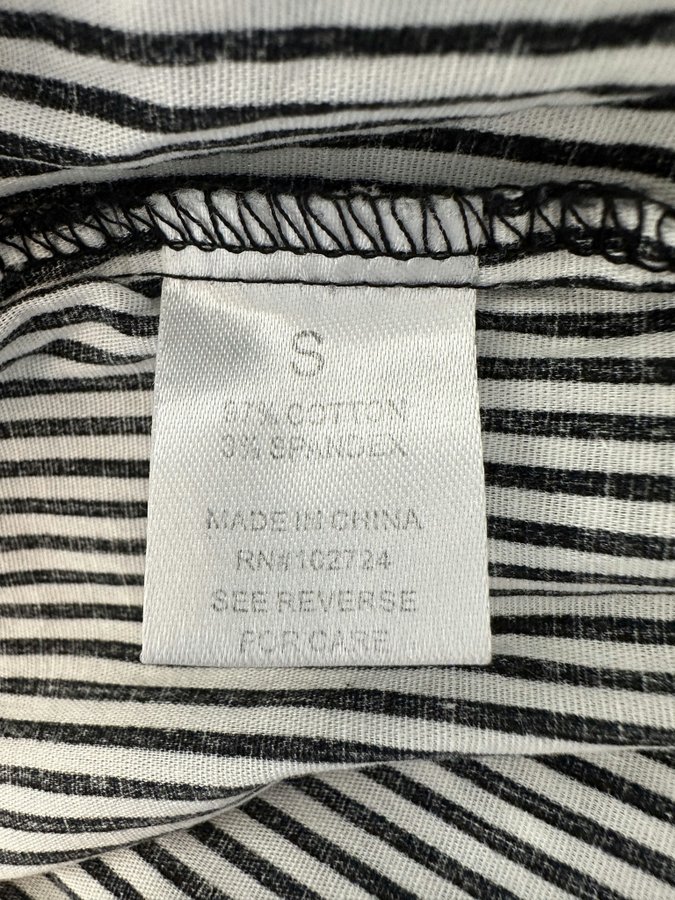 S
97% COTTON
3% SPANDEX
MADE IN CHINA
RN#102724
SEE REVERSE
FOR CARE